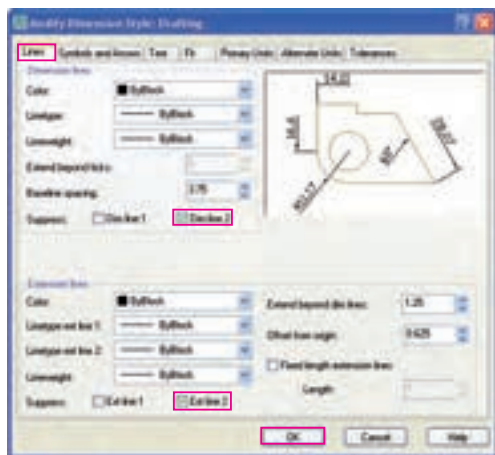 Modify Dimension Style: Drafting
Lines Symbols and Arrows Text Fit Primary Units Alternate Units Tolerances
Dimension lines
Color: ByBlock
Linetype: ByBlock
Lineweight: ByBlock
Extend beyond ticks:
Baseline spacing: 3.75
Suppress: Dim line 1 Dim line 2
Extension lines
Color: ByBlock
Linetype ext line 1: ByBlock
Linetype ext line 2: ByBlock
Lineweight: ByBlock
Suppress: Ext line 1 Ext line 2
Extend beyond dim lines: 1.25
Offset from origin: 0.625
Fixed length extension lines
Length:
OK Cancel Help